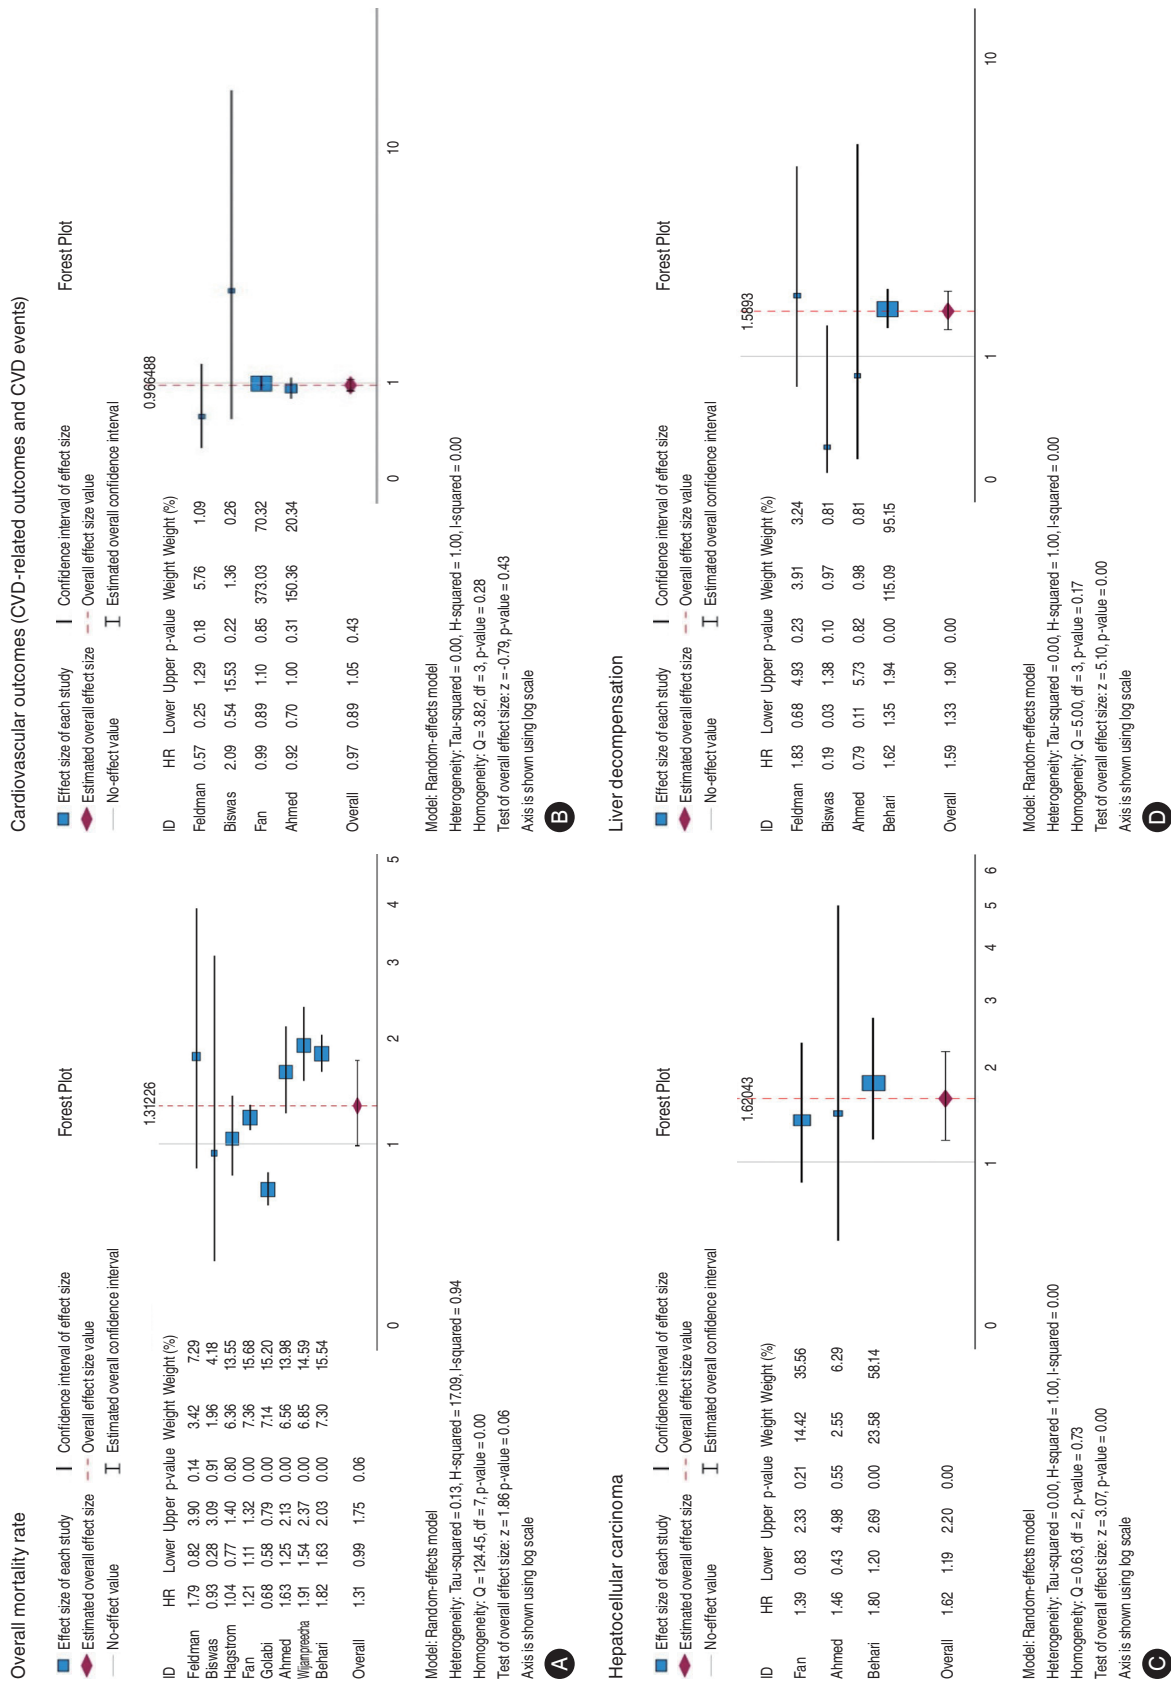 Overall mortality rate
Effect size of each study
Confidence interval of effect size
Estimated overall effect size
Overall effect size value
No-effect value
Estimated overall confidence interval
Forest Plot
ID HR Lower Upper p-value Weight Weight (%)
Feldman 1.79 0.82 3.90 0.14 3.42 7.29
Biswas 0.93 0.28 3.09 0.91 1.96 4.18
Hagstrom 1.04 0.77 1.40 0.80 6.36 13.55
Fan 1.21 1.11 1.32 0.00 7.36 15.68
Golabi 0.68 0.58 0.79 0.00 7.14 15.20
Ahmed 1.63 1.25 2.13 0.00 6.56 13.98
Wijampreecha 1.91 1.54 2.37 0.00 6.85 14.59
Behari 1.82 1.63 2.03 0.00 7.30 15.54
Overall 1.31 0.99 1.75 0.06
1.31226
0 1 2 3 4 5
Model: Random-effects model
Heterogeneity: Tau-squared = 0.13, H-squared = 17.09, I-squared = 0.94
Homogeneity: Q = 124.45, df = 7, p-value = 0.00
Test of overall effect size: z = 1.86 p-value = 0.06
Axis is shown using log scale
A
Cardiovascular outcomes (CVD-related outcomes and CVD events)
Effect size of each study
Confidence interval of effect size
Estimated overall effect size
Overall effect size value
No-effect value
Estimated overall confidence interval
Forest Plot
ID HR Lower Upper p-value Weight Weight (%)
Feldman 0.57 0.25 1.29 0.18 5.76 1.09
Biswas 2.09 0.54 15.53 0.22 1.36 0.26
Fan 0.99 0.89 1.10 0.85 373.03 70.32
Ahmed 0.92 0.70 1.00 0.31 150.36 20.34
Overall 0.97 0.89 1.05 0.43
0.966488
0 1 10
Model: Random-effects model
Heterogeneity: Tau-squared = 0.00, H-squared = 1.00, I-squared = 0.00
Homogeneity: Q = 3.82, df = 3, p-value = 0.28
Test of overall effect size: z = -0.79, p-value = 0.43
Axis is shown using log scale
B
Hepatocellular carcinoma
Effect size of each study
Confidence interval of effect size
Estimated overall effect size
Overall effect size value
No-effect value
Estimated overall confidence interval
Forest Plot
ID HR Lower Upper p-value Weight Weight (%)
Fan 1.39 0.83 2.33 0.21 14.42 35.56
Ahmed 1.46 0.43 4.98 0.55 2.55 6.29
Behari 1.80 1.20 2.69 0.00 23.58 58.14
Overall 1.62 1.19 2.20 0.00
1.62043
0 1 2 3 4 5 6
Model: Random-effects model
Heterogeneity: Tau-squared = 0.00, H-squared = 1.00, I-squared = 0.00
Homogeneity: Q = 0.63, df = 2, p-value = 0.73
Test of overall effect size: z = 3.07, p-value = 0.00
Axis is shown using log scale
C
Liver decompensation
Effect size of each study
Confidence interval of effect size
Estimated overall effect size
Overall effect size value
No-effect value
Estimated overall confidence interval
Forest Plot
ID HR Lower Upper p-value Weight Weight (%)
Feldman 1.83 0.68 4.93 0.23 3.91 3.24
Biswas 0.19 0.03 1.38 0.10 0.97 0.81
Ahmed 0.79 0.11 5.73 0.82 0.98 0.81
Behari 1.62 1.35 1.94 0.00 115.09 95.15
Overall 1.59 1.33 1.90 0.00
1.5893
0 1 10
Model: Random-effects model
Heterogeneity: Tau-squared = 0.00, H-squared = 1.00, I-squared = 0.00
Homogeneity: Q = 5.00, df = 3, p-value = 0.17
Test of overall effect size: z = 5.10, p-value = 0.00
Axis is shown using log scale
D